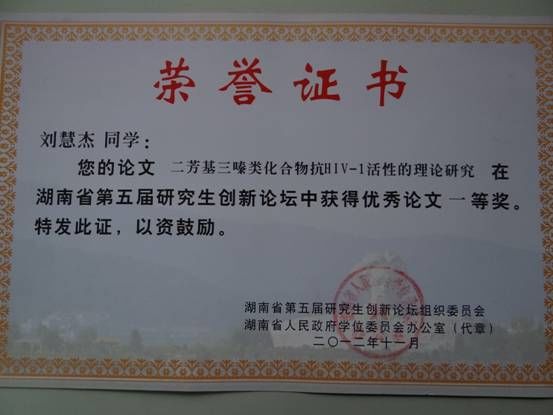 荣誉证书
刘慧杰 同学：
您的论文 二芳基三嗪类化合物抗HIV-1活性的理论研究 在
湖南省第五届研究生创新论坛中获得优秀论文 一 等奖。
特发此证，以资鼓励。
湖南省第五届研究生创新论坛组织委员会
湖南省人民政府学位委员会办公室（代章）
二〇一二年十一月